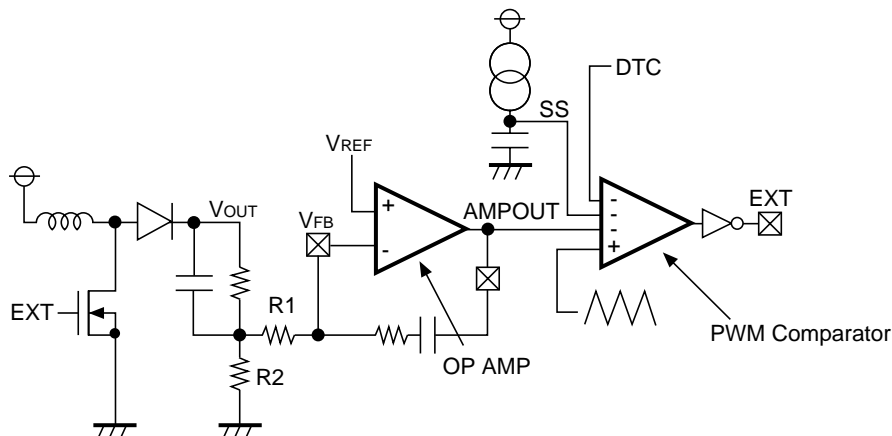 DTC
SS
VREF
EXT
VOUT
VFB
+
-
AMPOUT
-
-
-
+
EXT
R1
R2
OP AMP
PWM Comparator